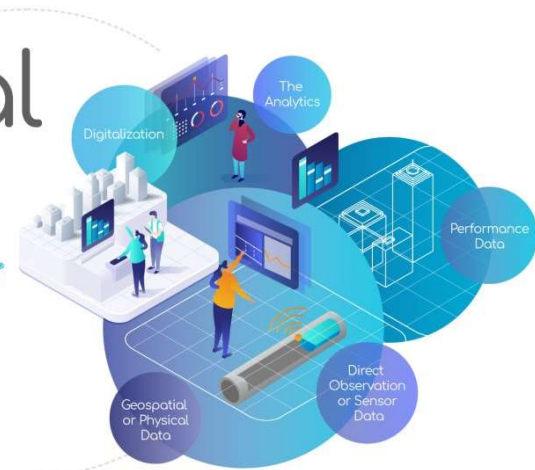 al
The
Analytics
Digitalization
Performance
Data
Direct
Observation
or Sensor
Data
Geospatial
or Physical
Data